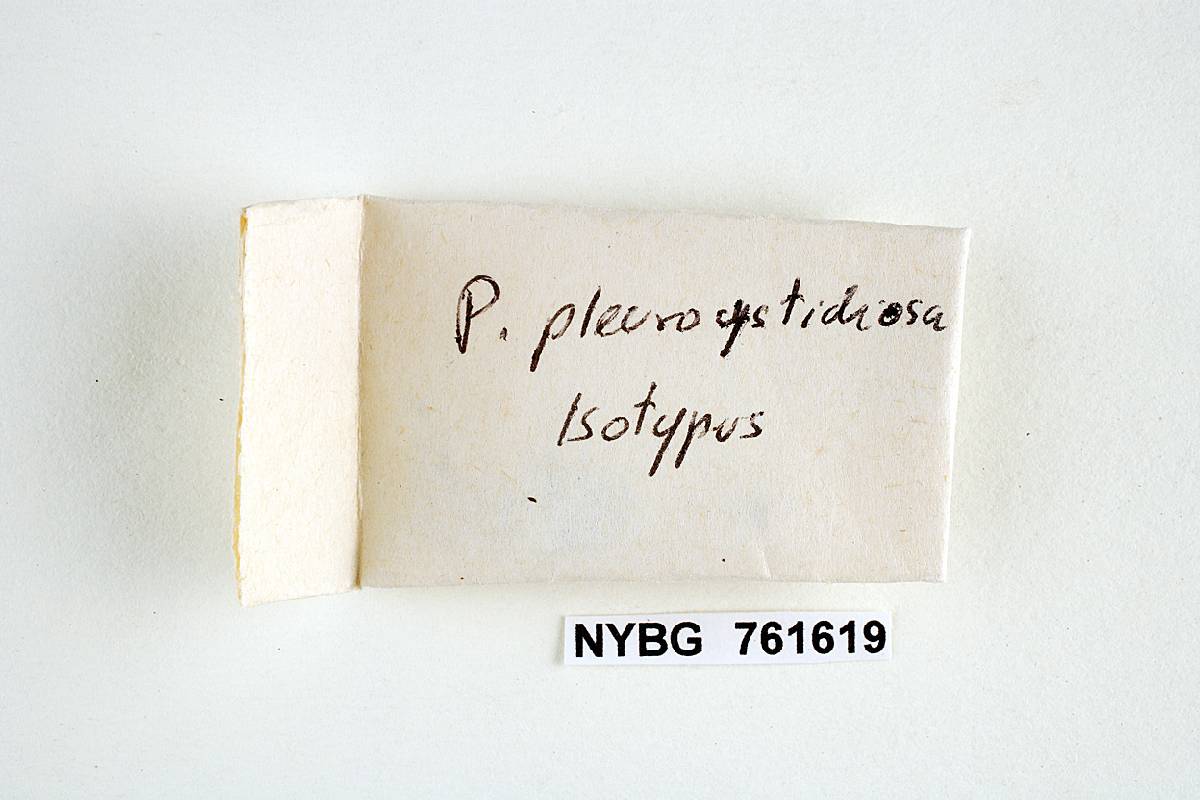 P. pleurocystidiosa
Isotypus
NYBG 761619